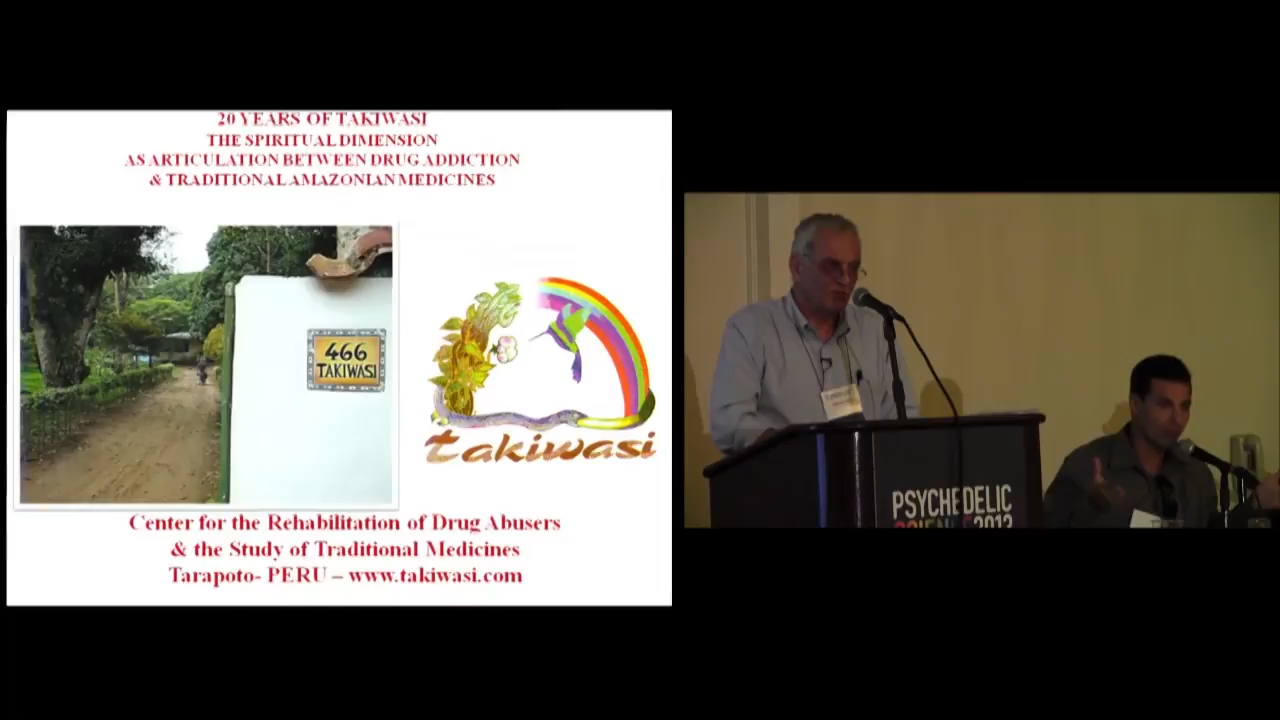 20 YEARS OF TAKIWASI
THE SPIRITUAL DIMENSION
AS ARTICULATION BETWEEN DRUG ADDICTION
& TRADITIONAL AMAZONIAN MEDICINES
466
TAKIWASI
takiwasi
Center for the Rehabilitation of Drug Abusers
& the Study of Traditional Medicines
Tarapoto- PERU – www.takiwasi.com
PSYCHEDELIC
SCIENCE2013